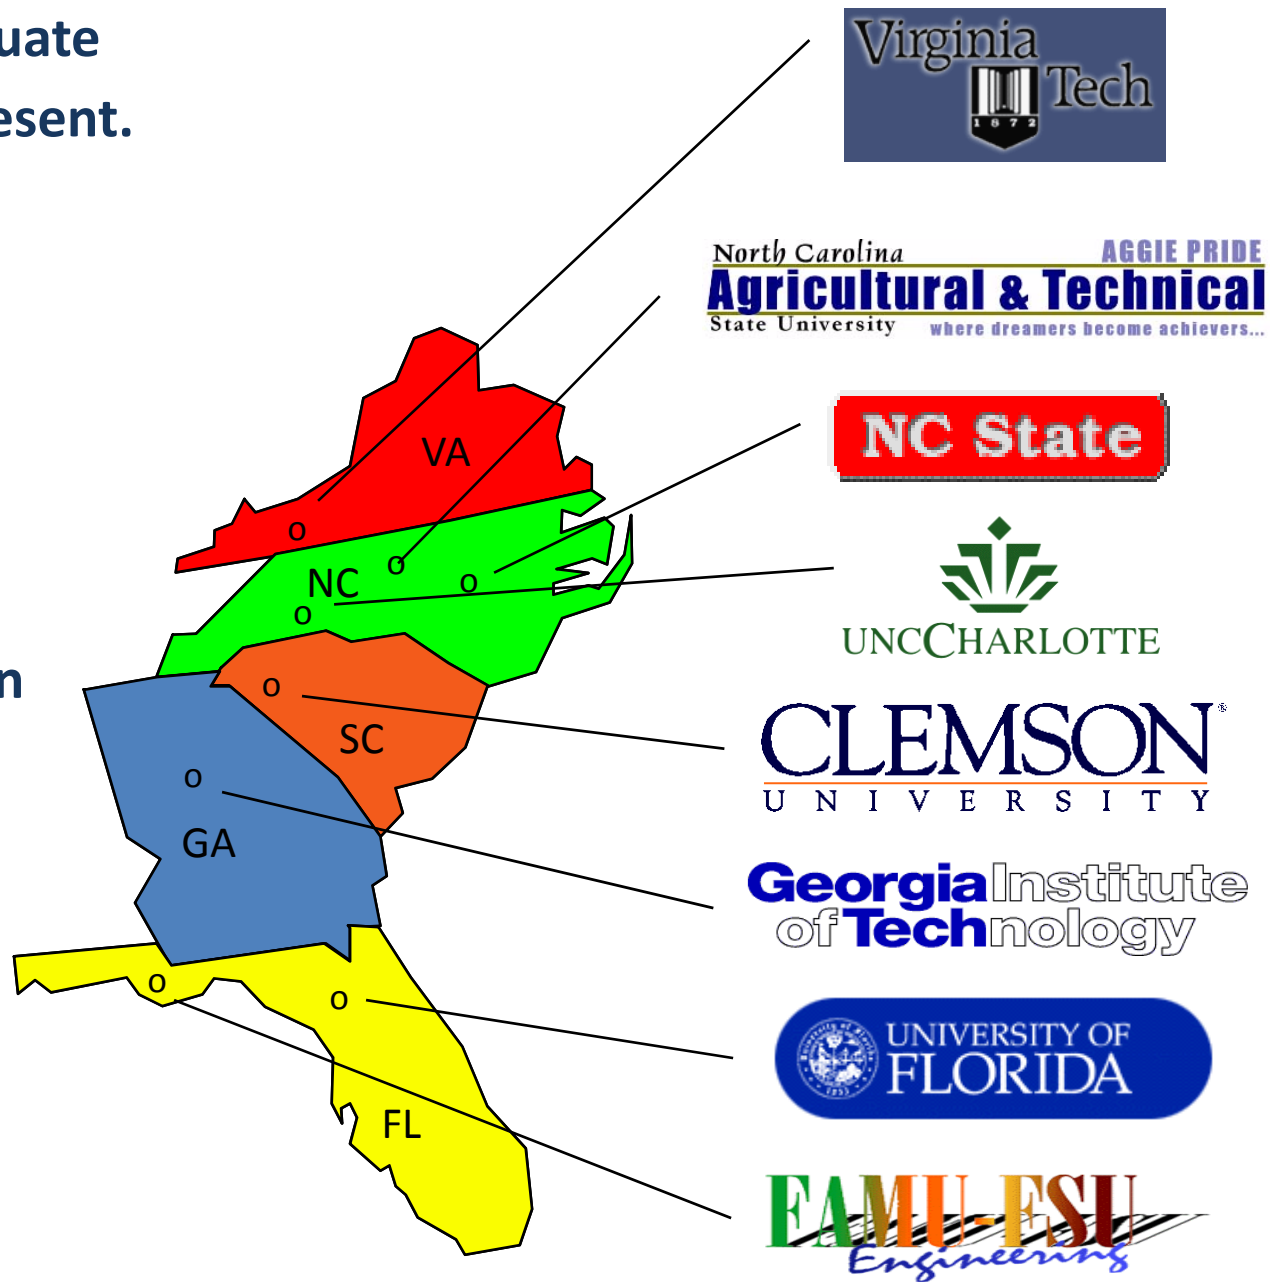 uate
esent.
n
Virginia
Tech
1872
North Carolina AGGIE PRIDE
Agricultural & Technical
State University where dreamers become achievers...
NC State
UNCCHARLOTTE
CLEMSON®
UNIVERSITY
Georgia Institute
of Technology
UNIVERSITY OF
FLORIDA
FAMU-FSU
Engineering
VA
o
NC
o
o
o
o
SC
o
GA
o
o
FL